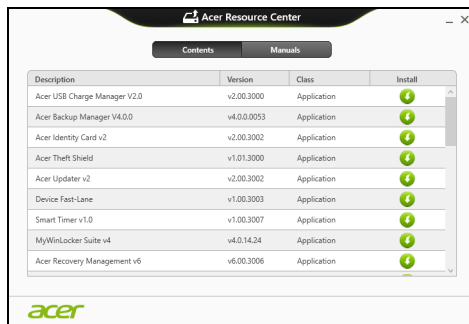 Acer Resource Center
Contents Manuals
Description Version Class Install
Acer USB Charge Manager V2.0 v2.00.3000 Application
Acer Backup Manager V4.0.0 v4.0.0.0053 Application
Acer Identity Card v2 v2.00.3002 Application
Acer Theft Shield v1.01.3000 Application
Acer Updater v2 v2.00.3002 Application
Device Fast-Lane v1.00.3003 Application
Smart Timer v1.0 v1.00.3007 Application
MyWinLocker Suite v4 v4.0.14.24 Application
Acer Recovery Management v6 v6.00.3006 Application
acer